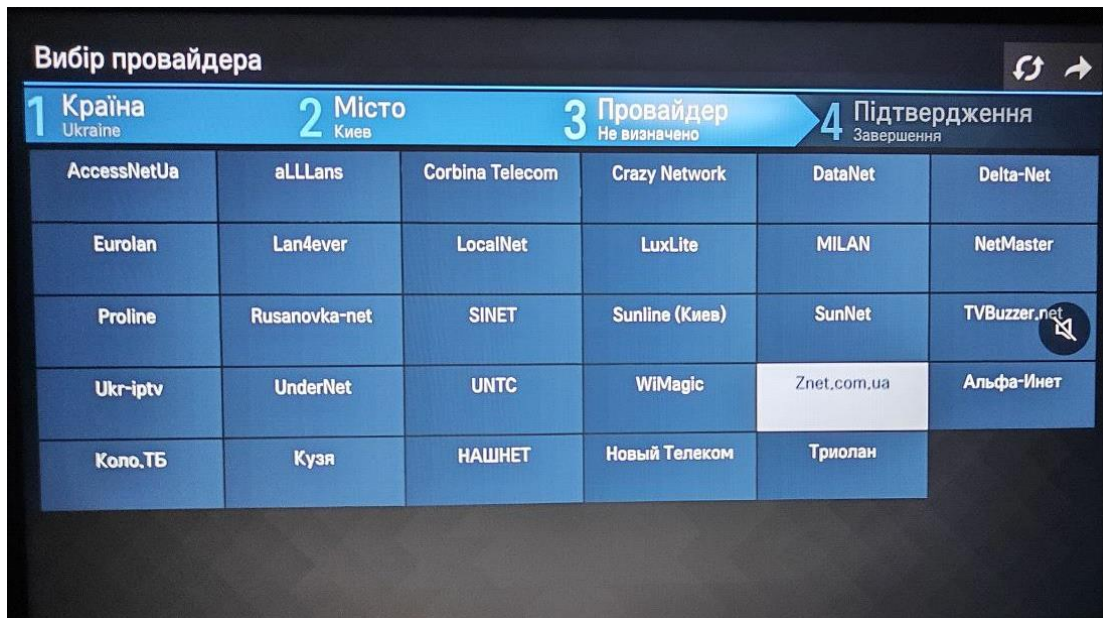 Вибір провайдера
1 Країна
Ukraine
2 Місто
Киев
3 Провайдер
Не визначено
4 Підтвердження
Завершення
AccessNetUa
aLLLans
Corbina Telecom
Crazy Network
DataNet
Delta-Net
Eurolan
Lan4ever
LocalNet
LuxLite
MILAN
NetMaster
Proline
Rusanovka-net
SINET
Sunline (Киев)
SunNet
TVBuzzer.net
Ukr-iptv
UnderNet
UNTC
WiMagic
Znet.com.ua
Альфа-Инет
Коло.ТБ
Кузя
НАШНЕТ
Новый Телеком
Триолан